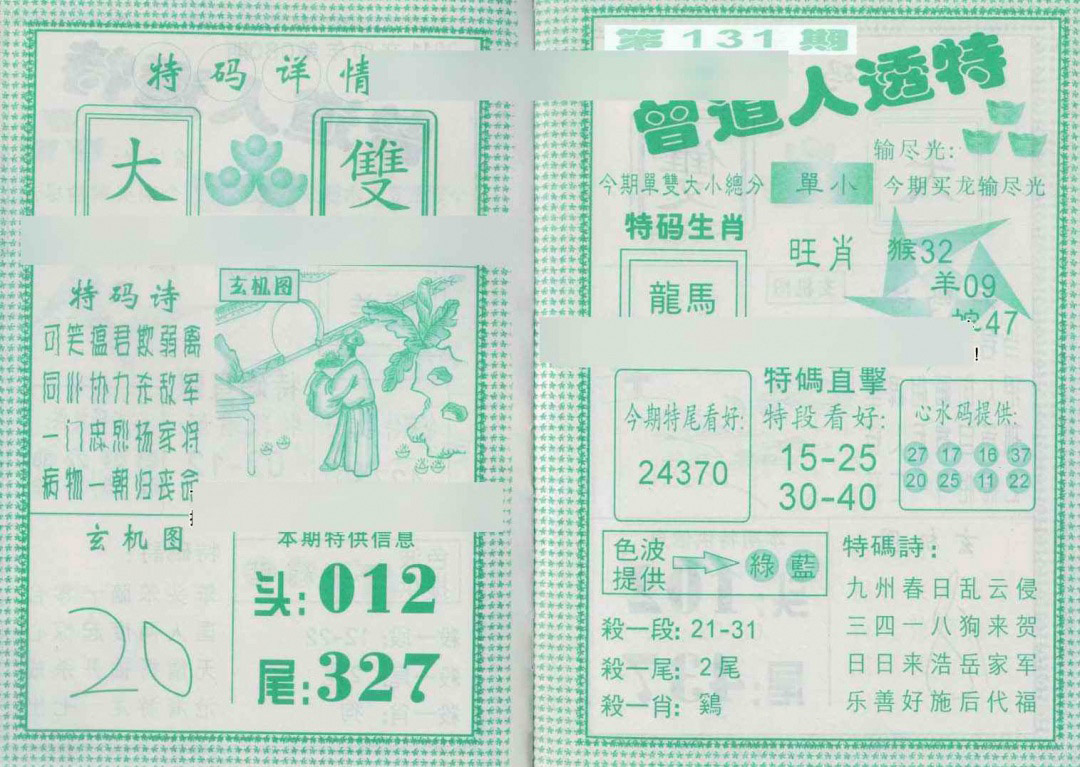 特码详情
大
雙
特码诗
可笑瘟君欺弱禽
同心协力杀敌军
一门忠烈杨家将
病物一朝归丧命
玄机图
玄机图
20
本期特供信息
头:012
尾:327
第131期
曾道人透特
输尽光:
今期單雙大小總分 單小 今期买龙输尽光
特码生肖
龍馬
旺肖
猴32
羊09
蛇47
!
今期特尾看好:
24370
特碼直擊
特段看好:
15-25
30-40
心水码提供:
27 17 16 37
20 25 11 22
色波
提供
綠 藍
殺一段: 21-31
殺一尾: 2尾
殺一肖: 鷄
特碼詩:
九州春日乱云侵
三四一八狗来贺
日日来浩岳家军
乐善好施后代福